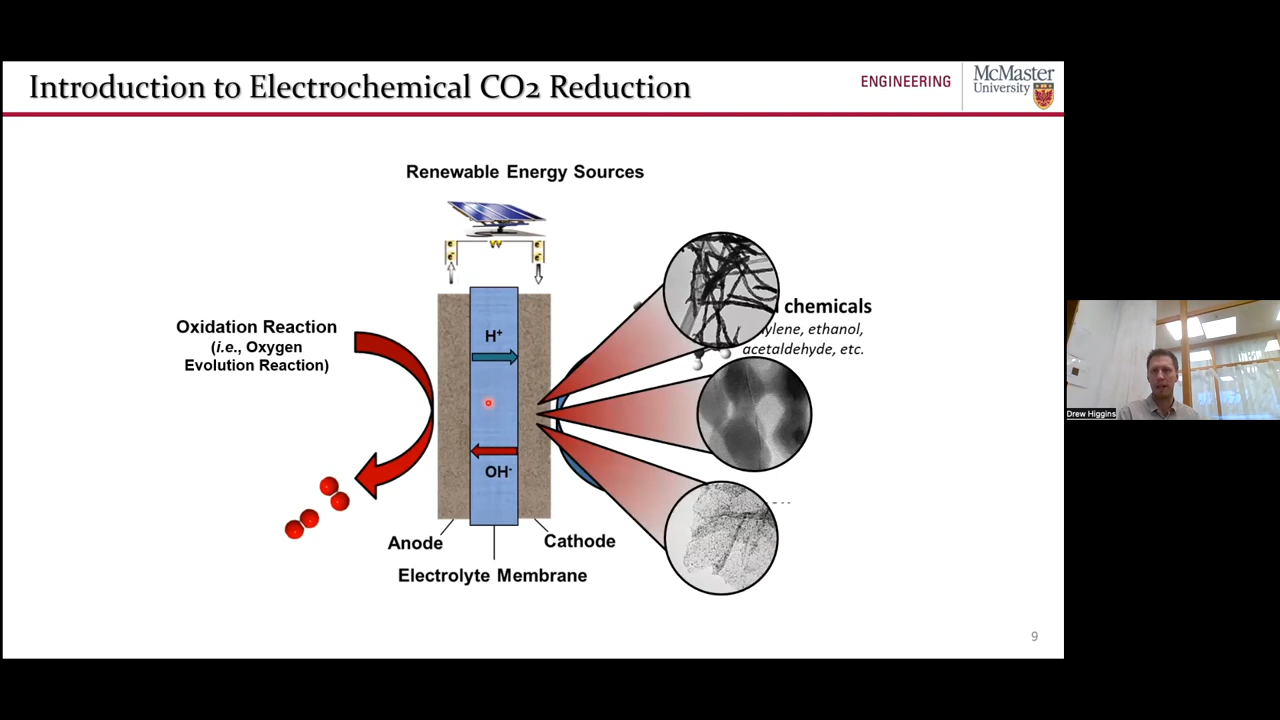 Introduction to Electrochemical CO2 Reduction
ENGINEERING
McMaster
University
Renewable Energy Sources
Oxidation Reaction
(i.e., Oxygen
Evolution Reaction)
H+
OH-
chemicals
ethanol,
acetaldehyde, etc.
Anode
Cathode
Electrolyte Membrane
9
Drew Higgins